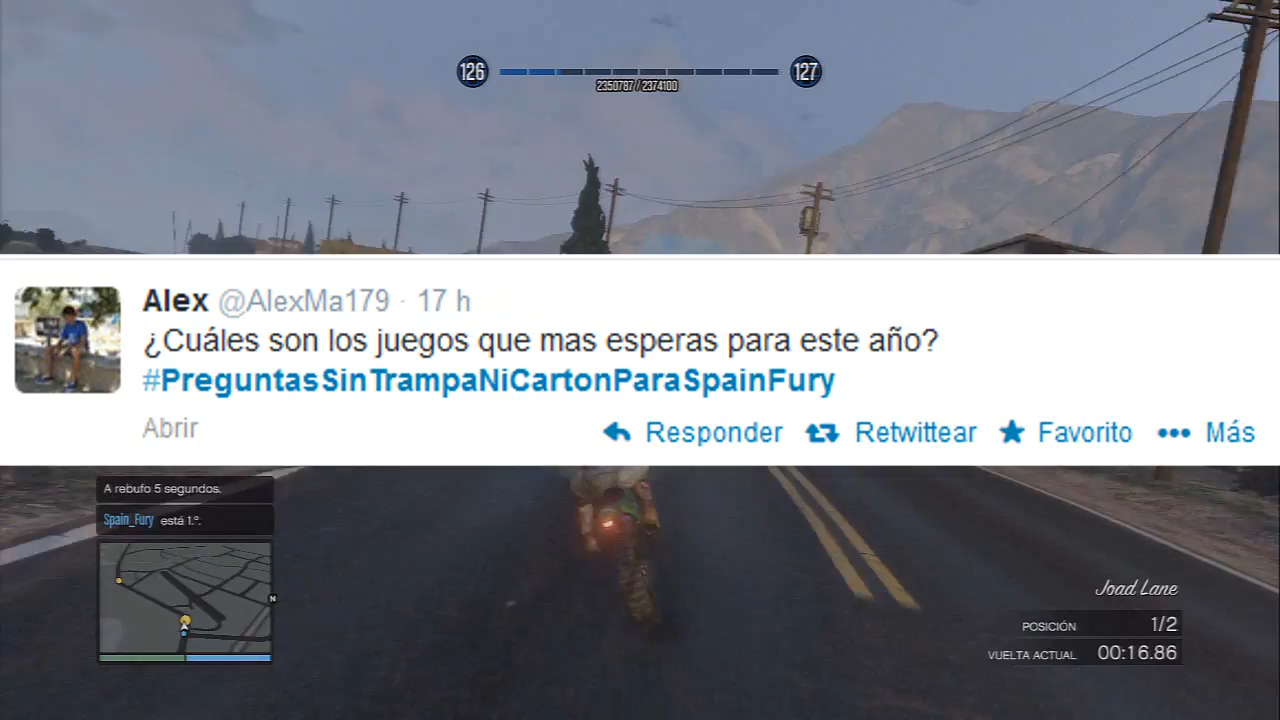 126
127
2350787 / 2374100
Alex @AlexMa179 · 17 h
¿Cuáles son los juegos que mas esperas para este año?
#PreguntasSinTrampaNiCartonParaSpainFury
Abrir
Responder Retwittear Favorito Más
A rebufo 5 segundos.
Spain_Fury está 1.º.
N
Joad Lane
POSICIÓN 1/2
VUELTA ACTUAL 00:16.86